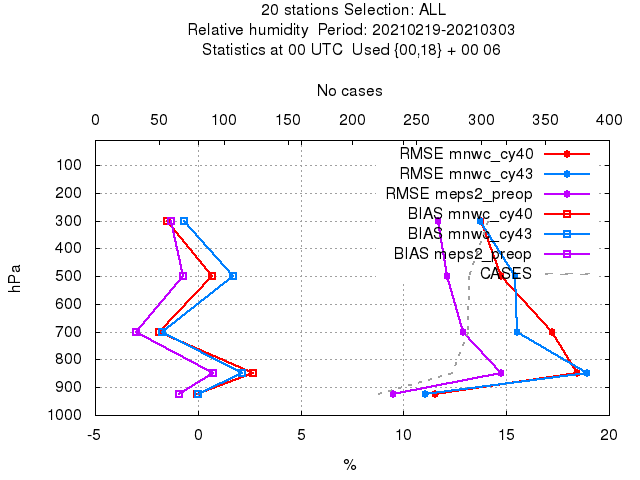 20 stations Selection: ALL
Relative humidity Period: 20210219-20210303
Statistics at 00 UTC Used {00,18} + 00 06
No cases
0 50 100 150 200 250 300 350 400
100
200
300
400
500
600
700
800
900
1000
hPa
RMSE mnwc_cy40
RMSE mnwc_cy43
RMSE meps2_preop
BIAS mnwc_cy40
BIAS mnwc_cy43
BIAS meps2_preop
CASES
-5 0 5 10 15 20
%